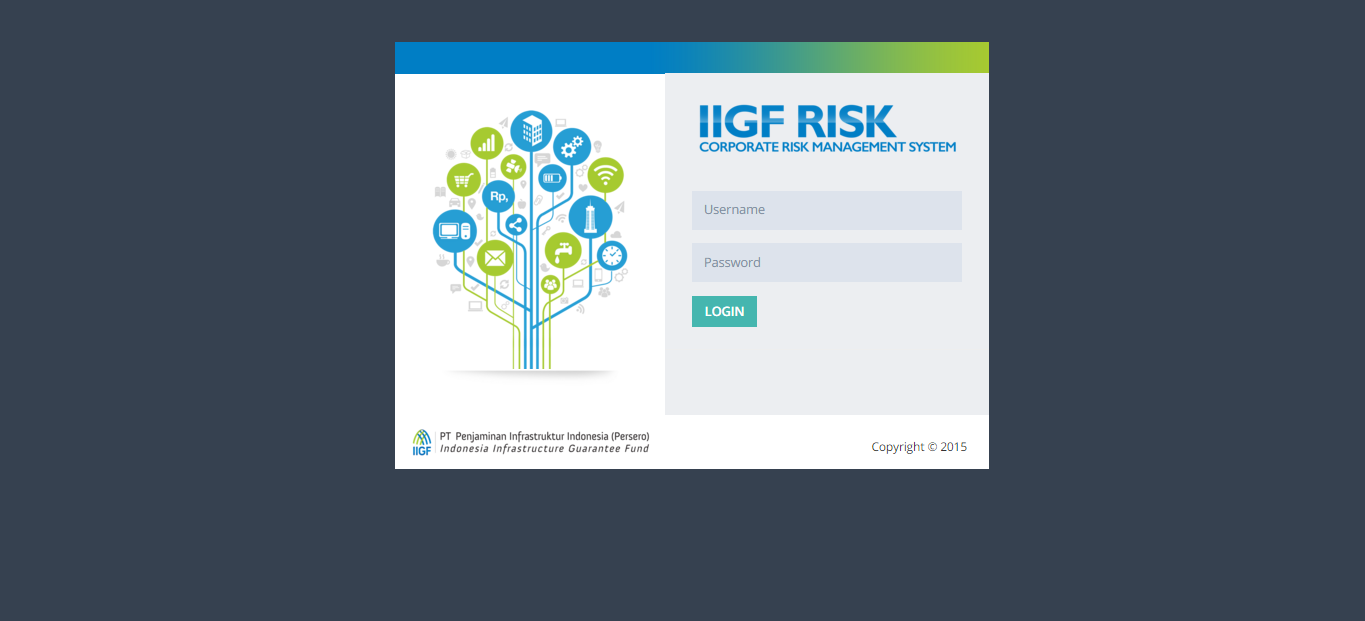 IIGF RISK
CORPORATE RISK MANAGEMENT SYSTEM
Rp,
Username
Password
LOGIN
IIGF
PT Penjaminan Infrastruktur Indonesia (Persero)
Indonesia Infrastructure Guarantee Fund
Copyright © 2015